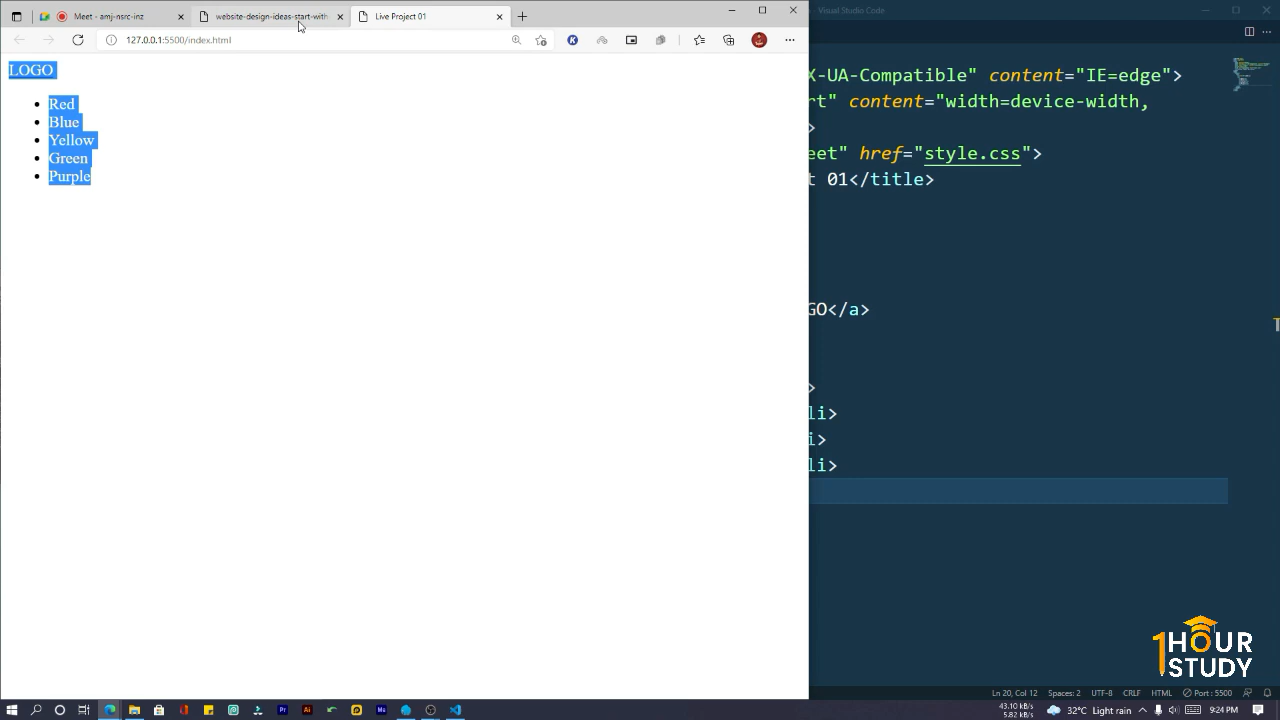 Meet - amj-nsrc-inz
website-design-ideas-start-with
Live Project 01
Visual Studio Code
127.0.0.1:5500/index.html
LOGO
Red
Blue
Yellow
Green
Purple
X-UA-Compatible" content="IE=edge">
rt" content="width=device-width,
>
eet" href="style.css">
t 01</title>
GO</a>
>
li>
i>
li>
1HOUR
STUDY
Ln 20, Col 12 Spaces: 2 UTF-8 CRLF HTML Port : 5500
43.10 kB/s
5.82 kB/s
32°C Light rain
9:24 PM